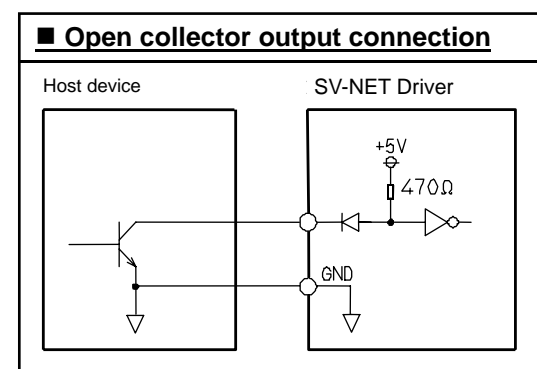 ■ Open collector output connection
Host device
SV-NET Driver
+5V
470Ω
GND